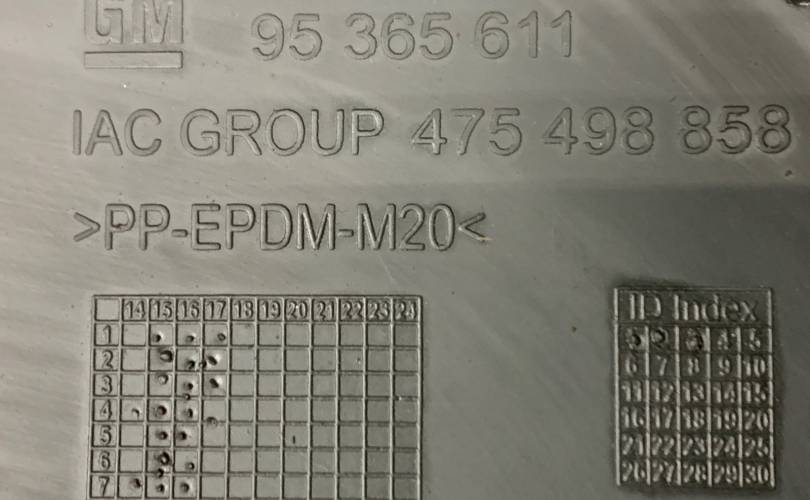 GM 95 365 611
IAC GROUP 475 498 858
>PP-EPDM-M20<
14 15 16 17 18 19 20 21 22 23 24
1
2
3
4
5
6
7
ID Index
4 5
6 7 8 9 10
11 12 13 14 15
16 17 18 19 20
21 22 23 24 25
26 27 28 29 30